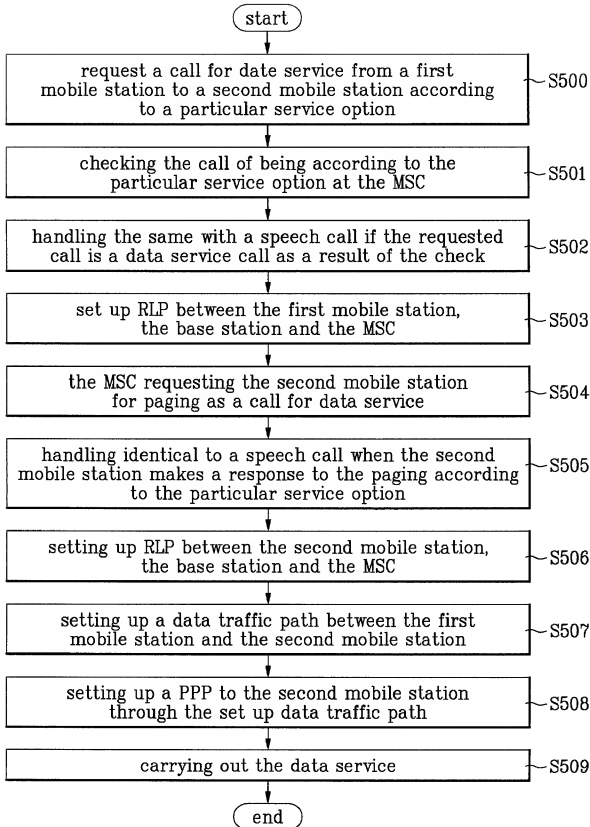 start
request a call for date service from a first
mobile station to a second mobile station according
to a particular service option
S500
checking the call of being according to the
particular service option at the MSC
S501
handling the same with a speech call if the requested
call is a data service call as a result of the check
S502
set up RLP between the first mobile station,
the base station and the MSC
S503
the MSC requesting the second mobile station
for paging as a call for data service
S504
handling identical to a speech call when the second
mobile station makes a response to the paging according
to the particular service option
S505
setting up RLP between the second mobile station,
the base station and the MSC
S506
setting up a data traffic path between the first
mobile station and the second mobile station
S507
setting up a PPP to the second mobile station
through the set up data traffic path
S508
carrying out the data service
S509
end